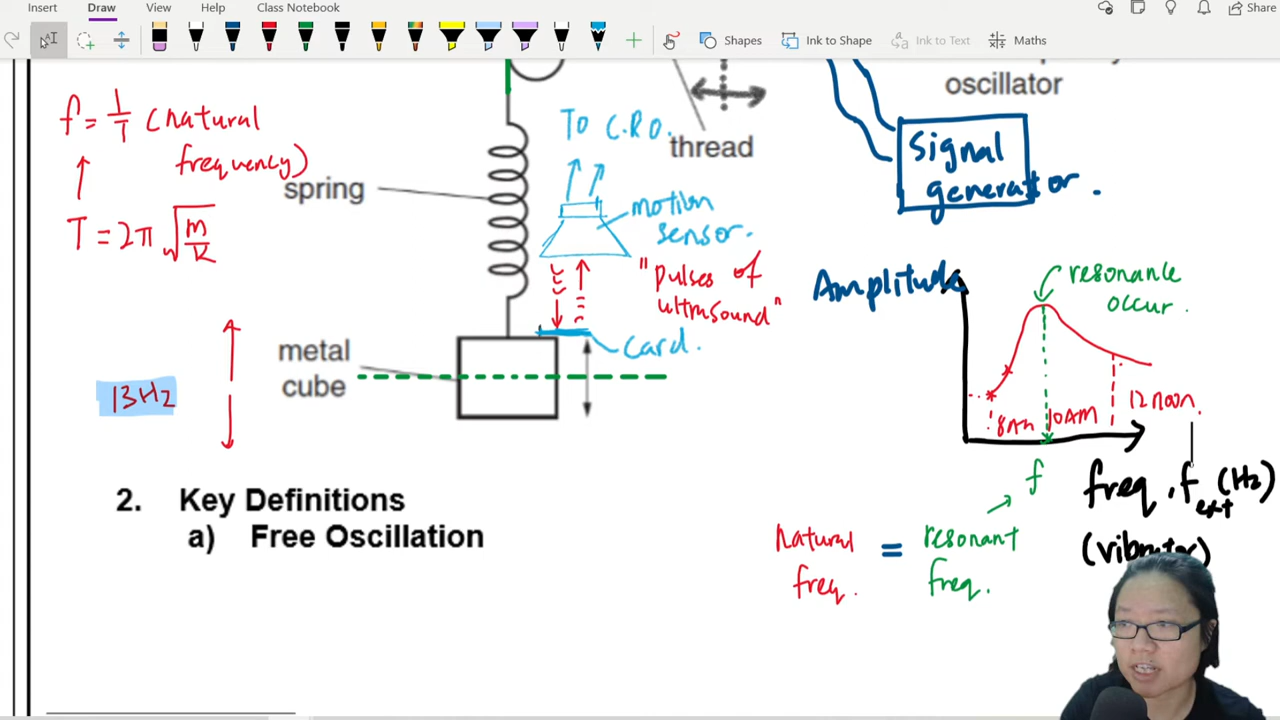 Insert Draw View Help Class Notebook Share
Shapes Ink to Shape Ink to Text Maths
f = 1/T (natural
frequency)
T = 2π √m/k
spring
To C.R.O.
thread
oscillator
Signal
generator.
motion
sensor.
"pulses of
ultrasound"
card.
metal
cube
13Hz
Amplitude
resonance
occur.
8AM 10AM 12 noon.
f
freq, f ext (Hz)
(vibrator)
natural
freq.
=
resonant
freq.
2. Key Definitions
a) Free Oscillation